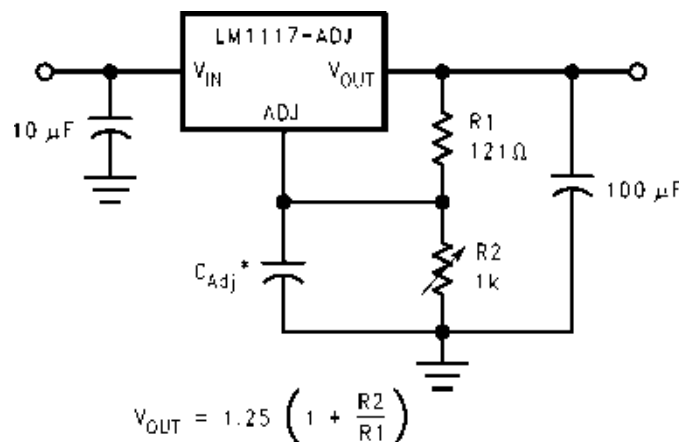 LM1117-ADJ
VIN
VOUT
ADJ
10 µF
R1
121Ω
100 µF
CAdj*
R2
1k
VOUT = 1.25 (1 + R2/R1)